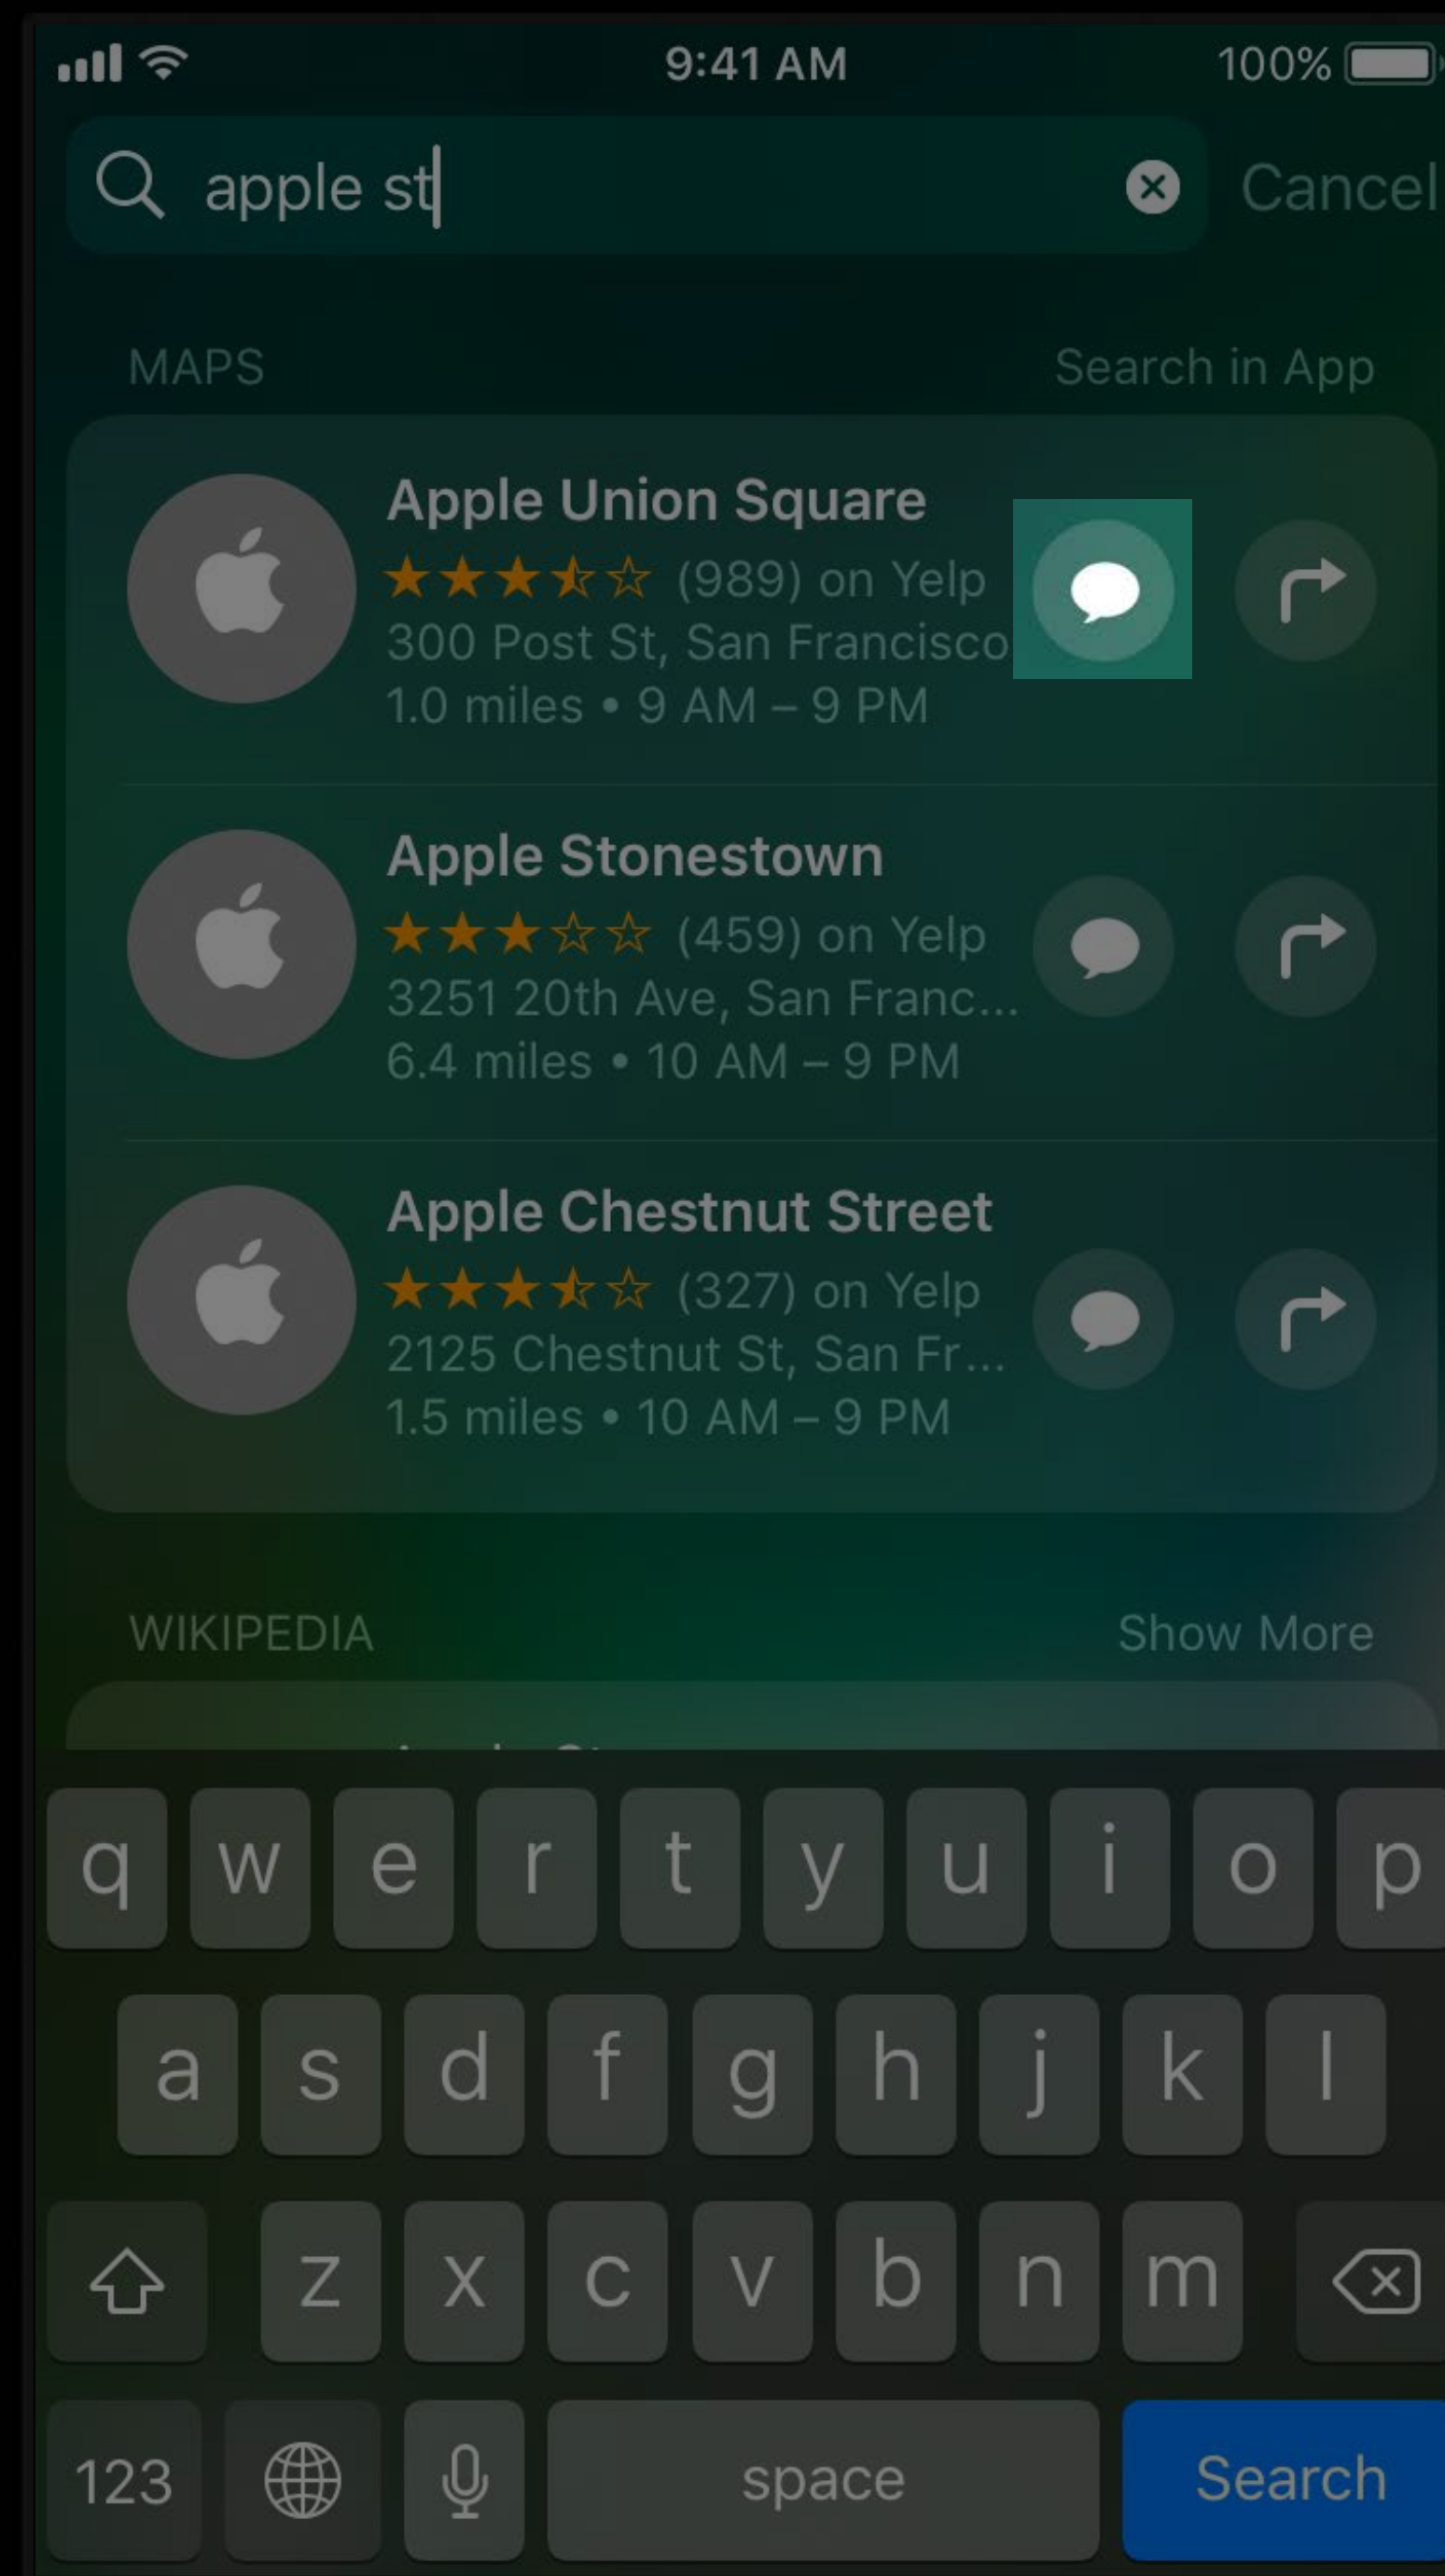 9:41 AM 100%
apple st Cancel
MAPS Search in App
Apple Union Square
(989) on Yelp
300 Post St, San Francisco
1.0 miles • 9 AM – 9 PM
Apple Stonestown
(459) on Yelp
3251 20th Ave, San Franc...
6.4 miles • 10 AM – 9 PM
Apple Chestnut Street
(327) on Yelp
2125 Chestnut St, San Fr...
1.5 miles • 10 AM – 9 PM
WIKIPEDIA Show More
q w e r t y u i o p
a s d f g h j k l
z x c v b n m
123 space Search